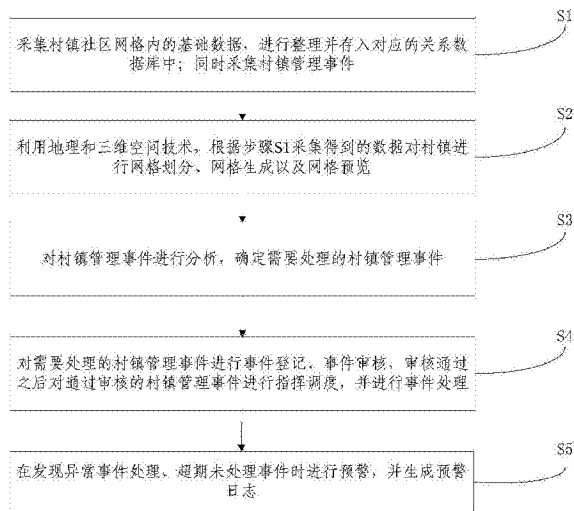 S1
采集村镇社区网格内的基础数据，进行整理并存入对应的关系数
据库中；同时采集村镇管理事件
S2
利用地理和三维空间技术，根据步骤S1采集得到的数据对村镇进
行网格划分、网格生成以及网格预览
S3
对村镇管理事件进行分析，确定需要处理的村镇管理事件
S4
对需要处理的村镇管理事件进行事件登记、事件审核，审核通过
之后对通过审核的村镇管理事件进行指挥调度，并进行事件处理
S5
在发现异常事件处理、超期未处理事件时进行预警，并生成预警
日志